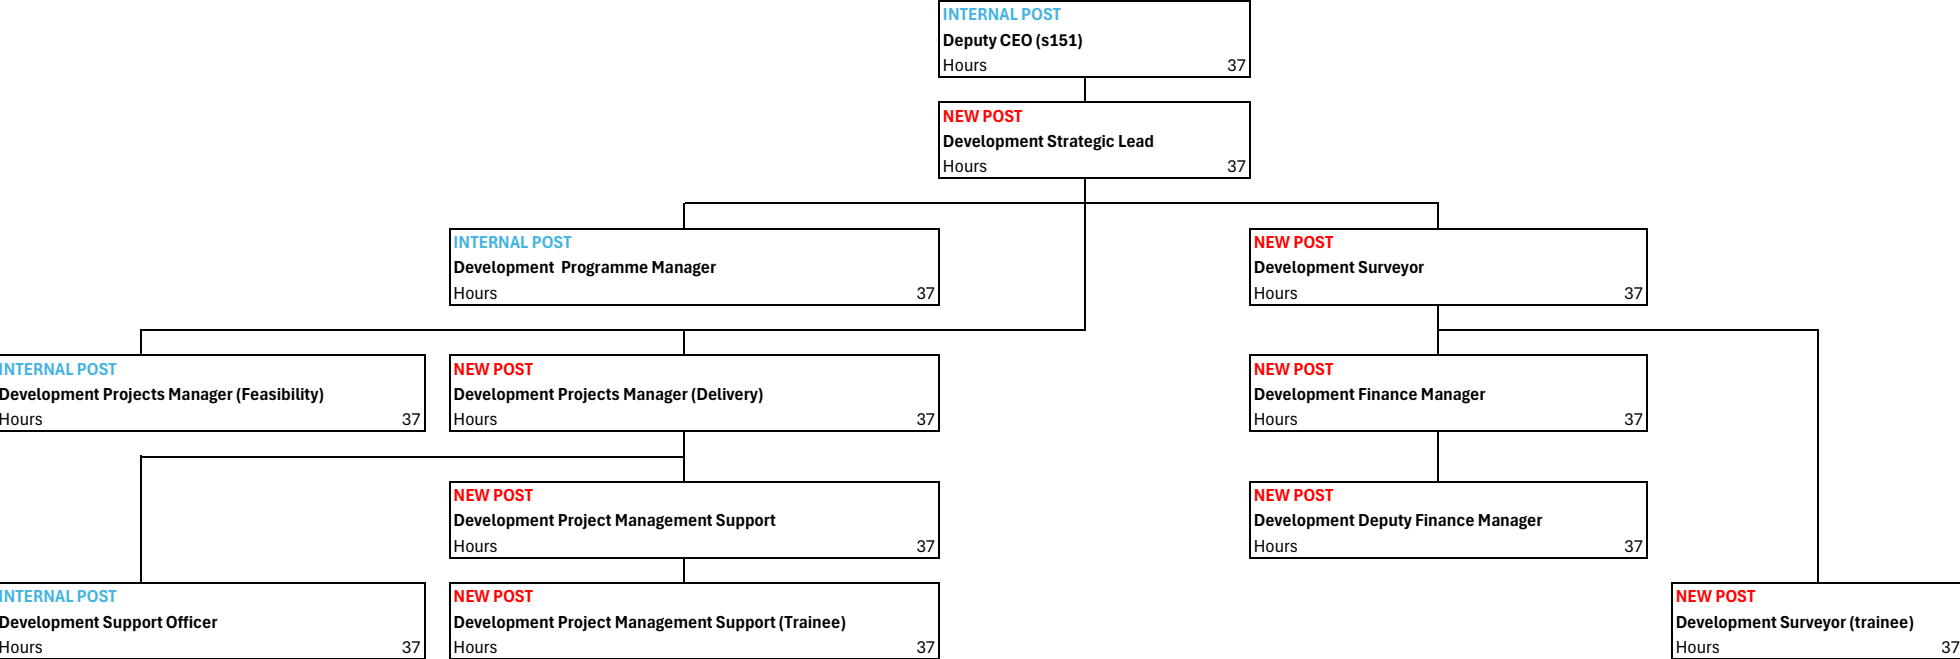 INTERNAL POST
Deputy CEO (s151)
Hours 37
NEW POST
Development Strategic Lead
Hours 37
INTERNAL POST
Development  Programme Manager
Hours 37
NEW POST
Development Surveyor
Hours 37
INTERNAL POST
Development Projects Manager (Feasibility)
Hours 37
NEW POST
Development Projects Manager (Delivery)
Hours 37
NEW POST
Development Finance Manager
Hours 37
NEW POST
Development Project Management Support
Hours 37
NEW POST
Development Deputy Finance Manager
Hours 37
INTERNAL POST
Development Support Officer
Hours 37
NEW POST
Development Project Management Support (Trainee)
Hours 37
NEW POST
Development Surveyor (trainee)
Hours 37